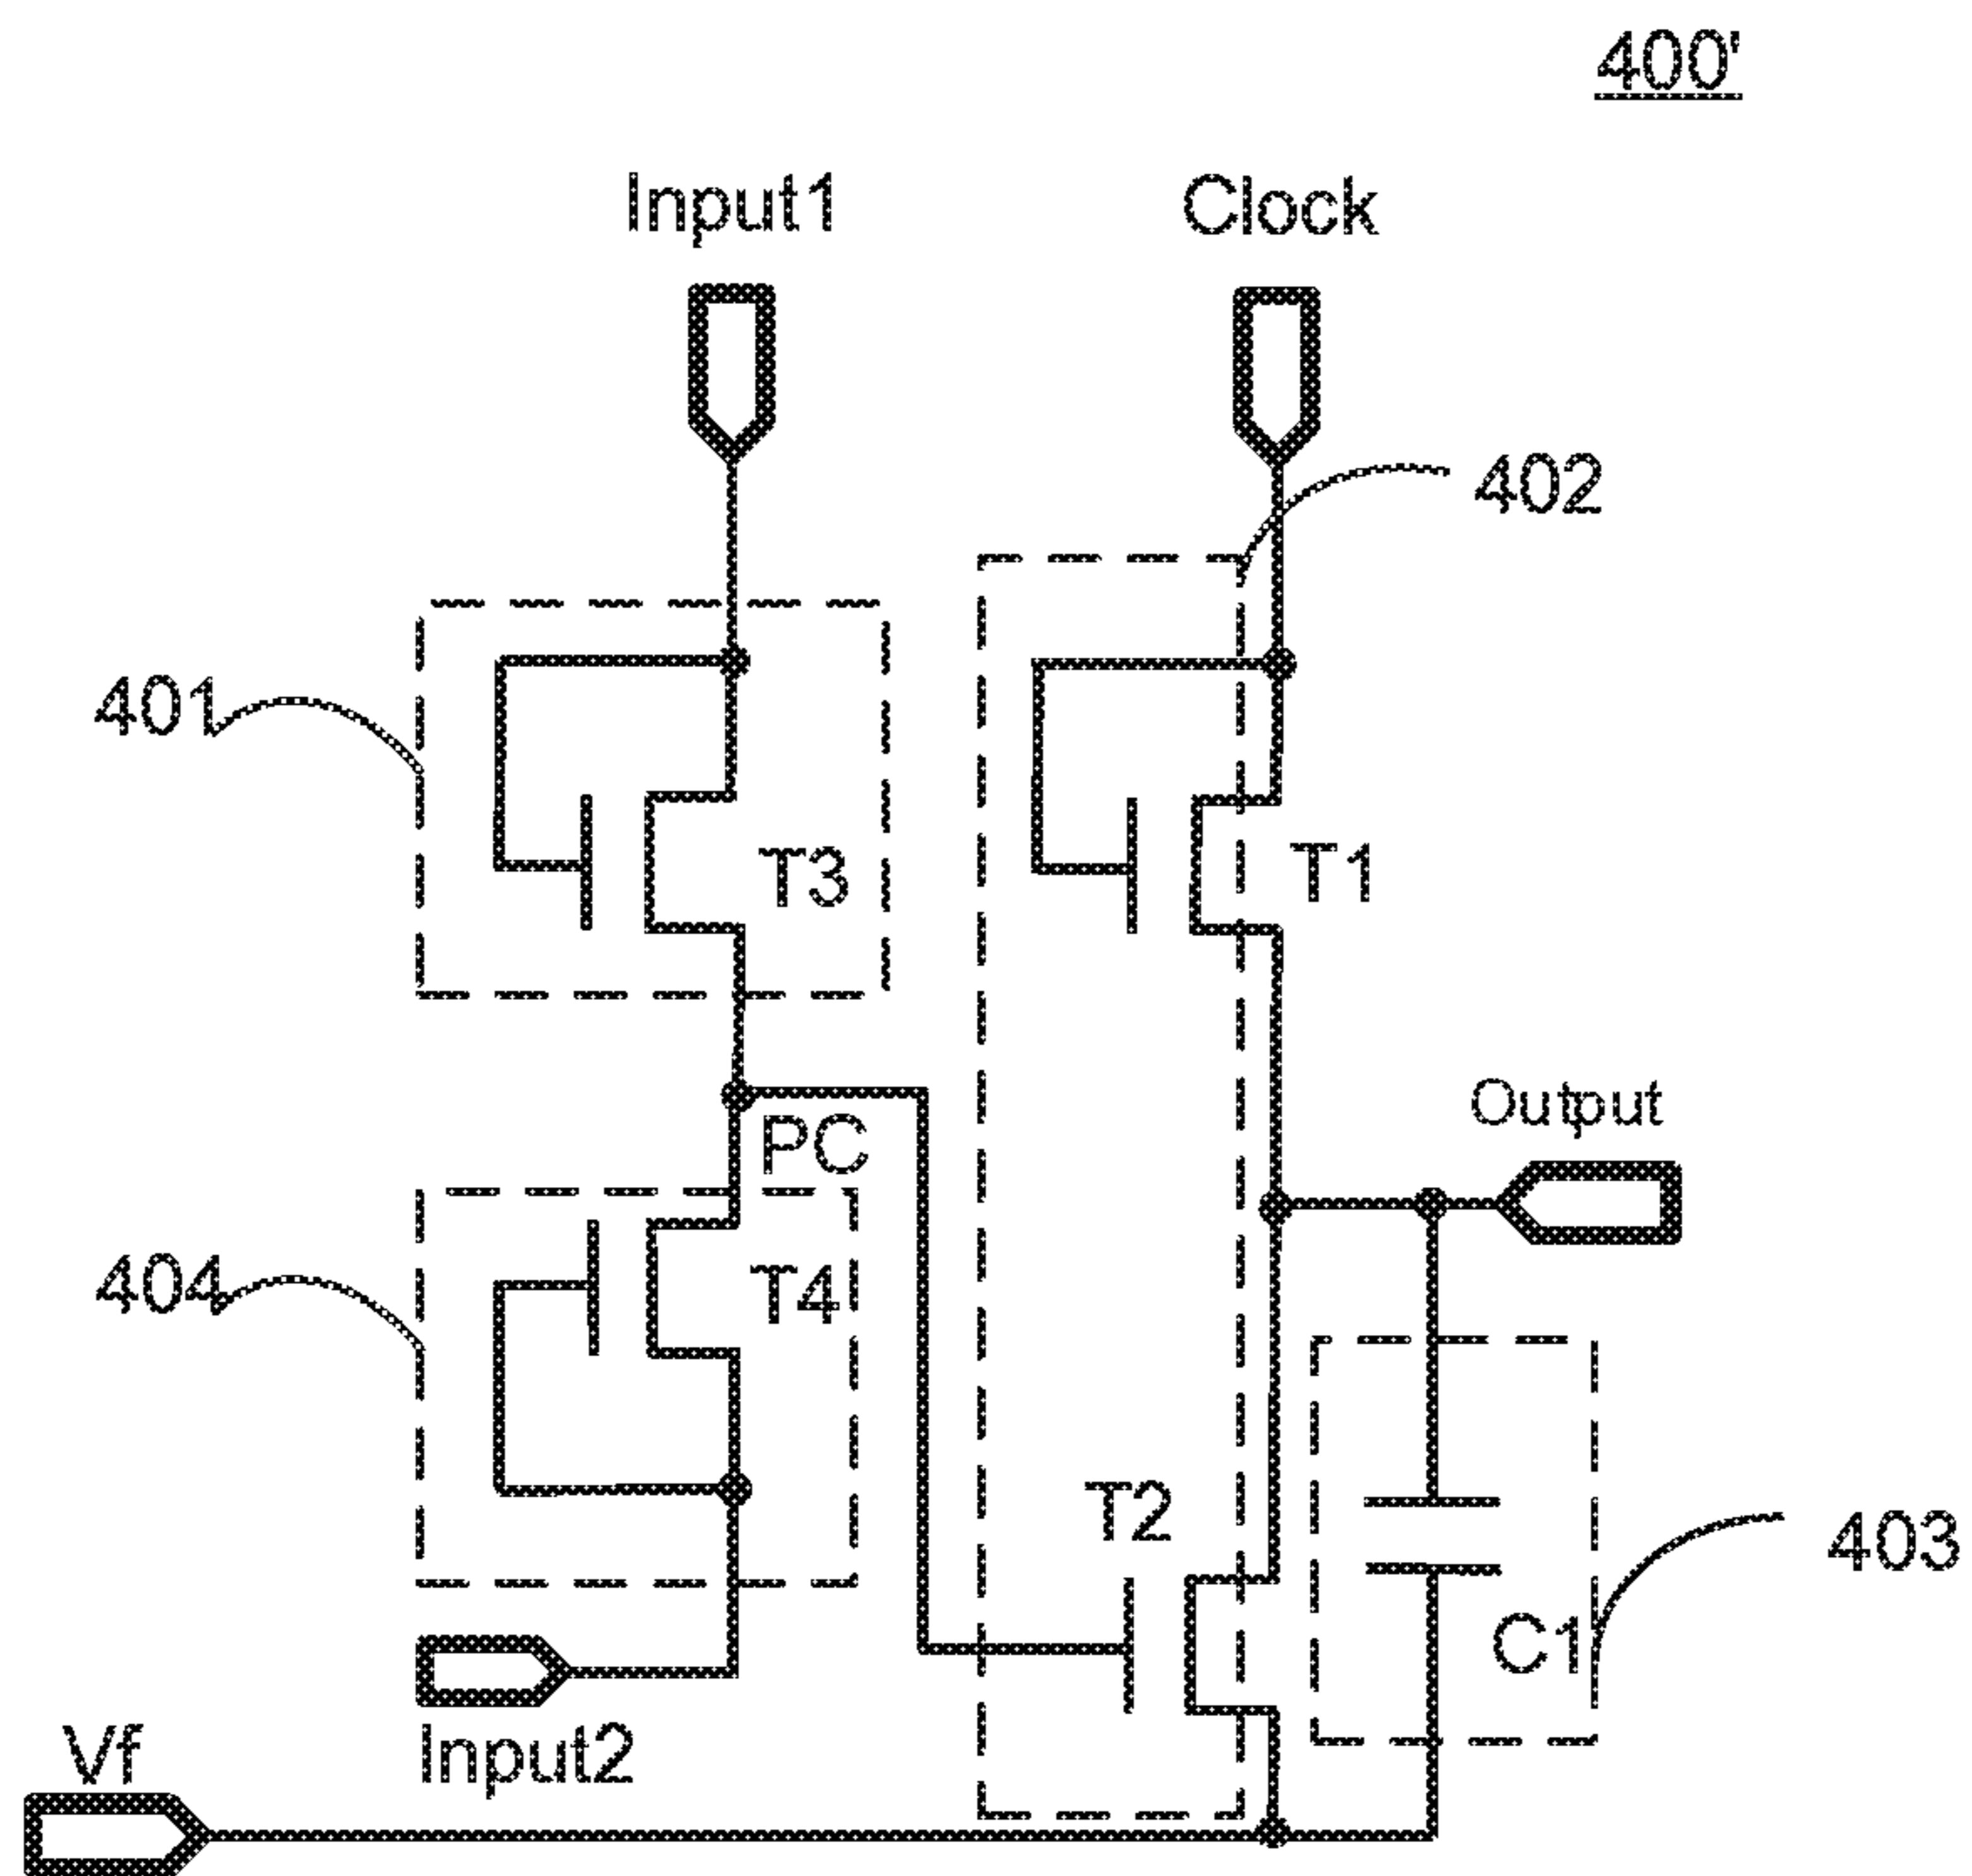 400'
Input1
Clock
402
401
T3
T1
PC
Output
404
T4
T2
403
C1
Input2
Vf